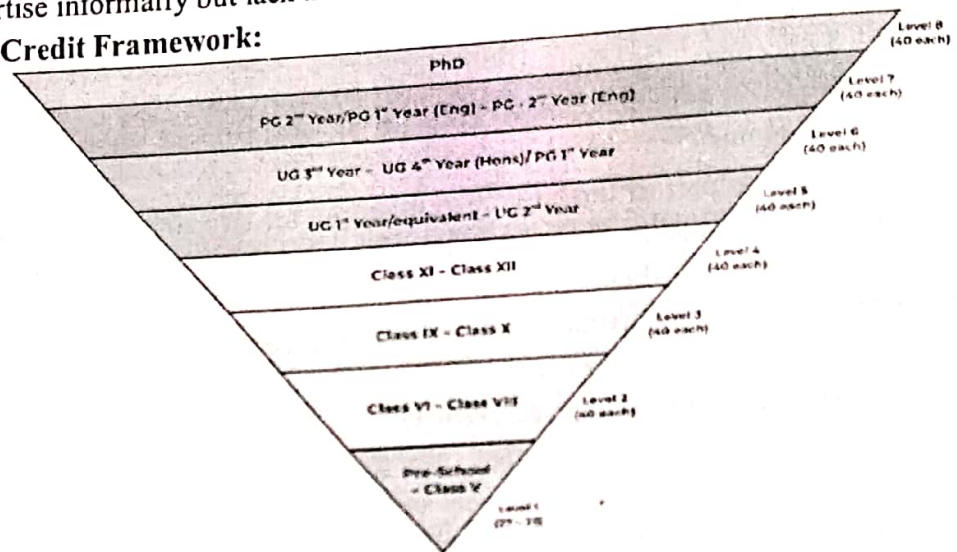 rtise informally but lack
Credit Framework:
PhD
Level 8
(40 each)
PG 2nd Year/PG 1st Year (Eng) - PG - 2nd Year (Eng)
Level 7
(40 each)
UG 3rd Year - UG 4th Year (Hons)/ PG 1st Year
Level 6
(40 each)
UG 1st Year/equivalent - UG 2nd Year
Level 5
(40 each)
Class XI - Class XII
Level 4
(40 each)
Class IX - Class X
Level 3
(40 each)
Class VI - Class VIII
Level 2
(40 each)
Pre-School
- Class V
Level 1